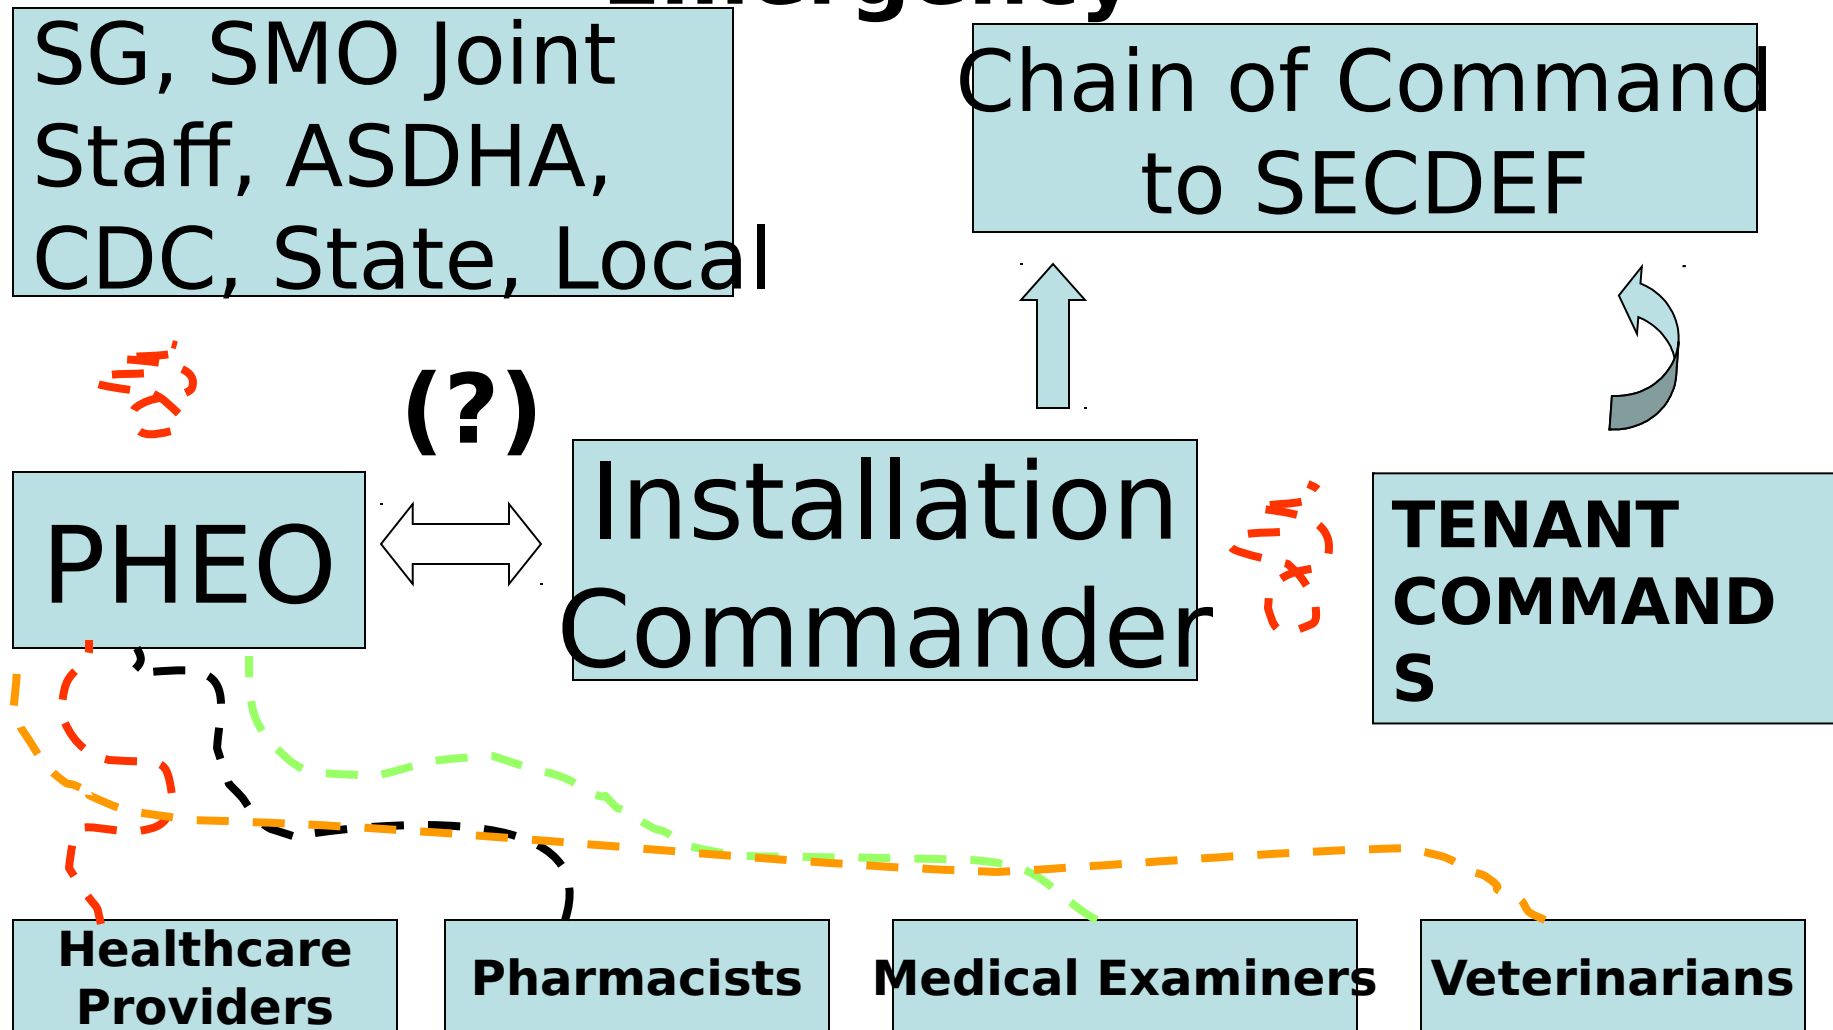 Emergency
SG, SMO Joint
Staff, ASDHA,
CDC, State, Local
Chain of Command
to SECDEF
(?)
PHEO
Installation
Commander
TENANT
COMMAND
S
Healthcare
Providers
Pharmacists
Medical Examiners
Veterinarians